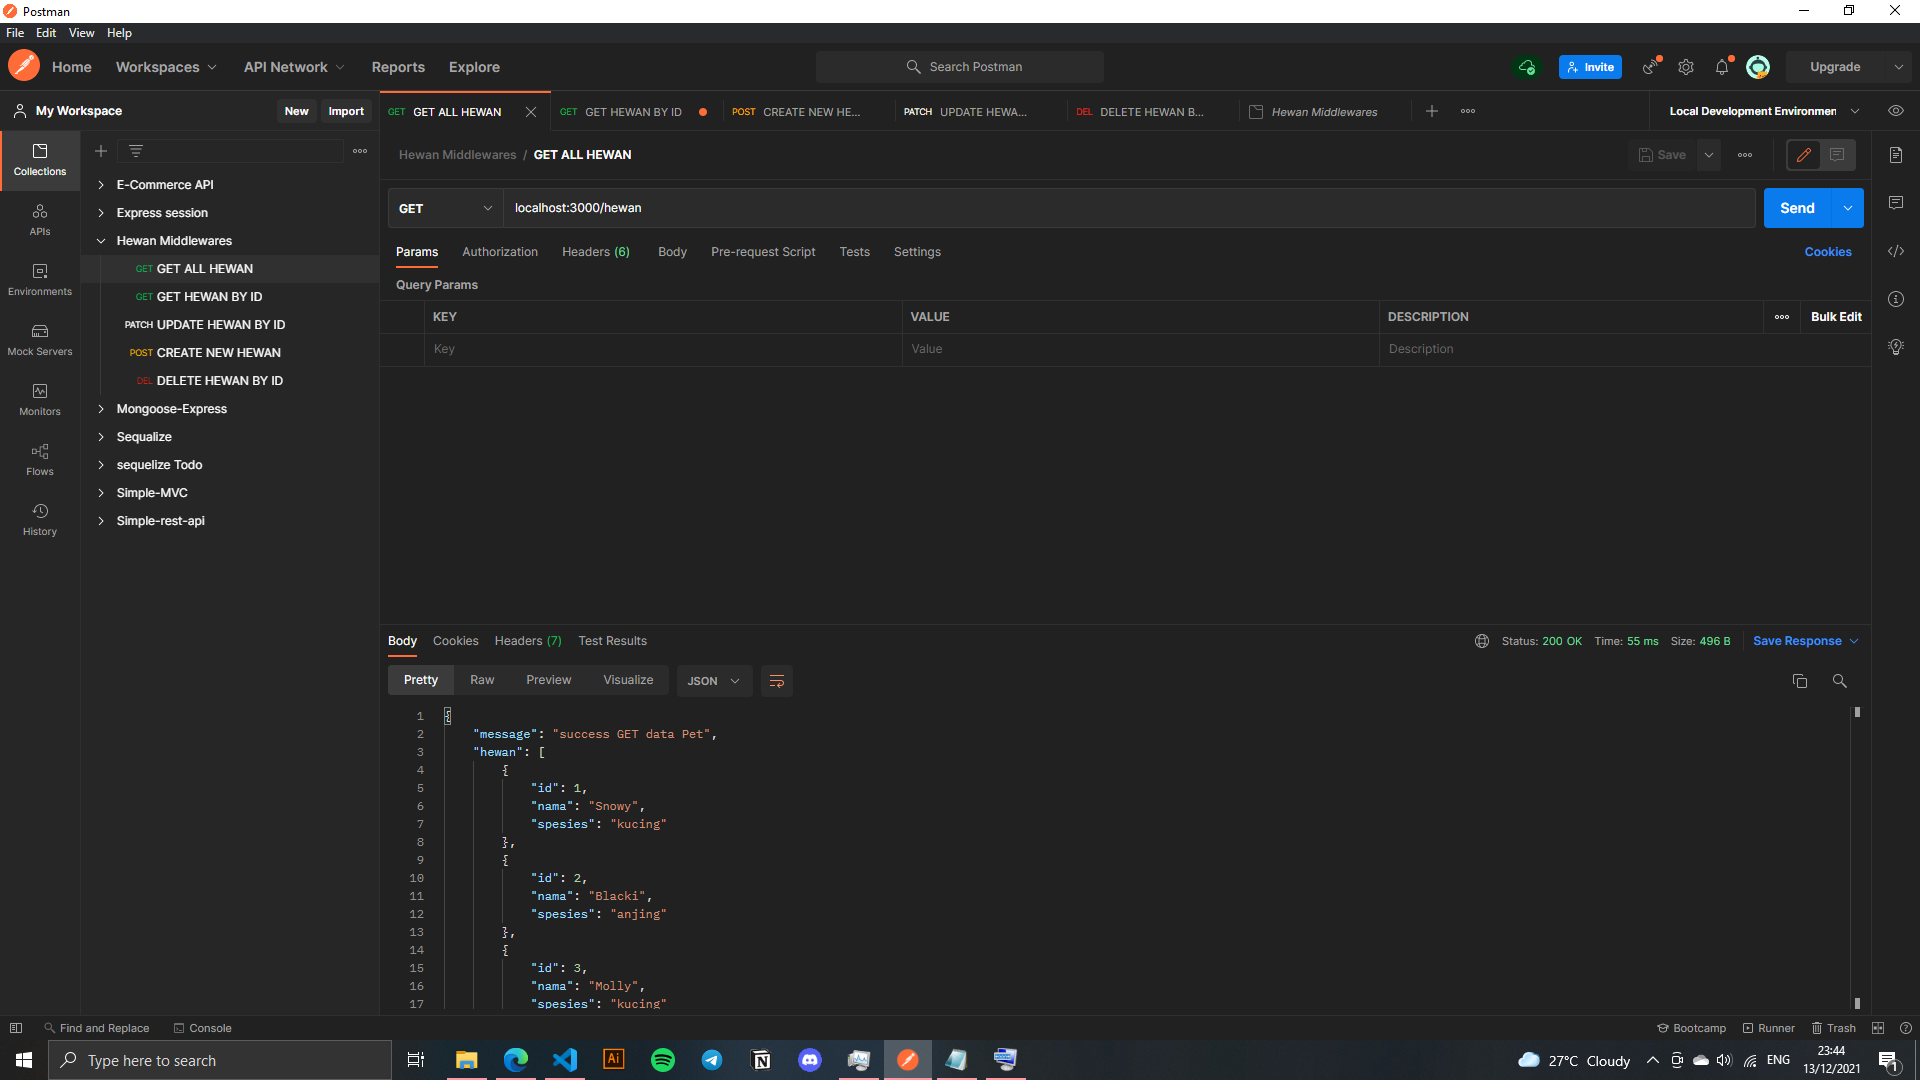 Postman
File Edit View Help
Home Workspaces API Network Reports Explore
Search Postman
Invite
Upgrade
My Workspace
New Import
GET GET ALL HEWAN
GET GET HEWAN BY ID
POST CREATE NEW HE...
PATCH UPDATE HEWA...
DEL DELETE HEWAN B...
Hewan Middlewares
Local Development Environmen
Collections
APIs
Environments
Mock Servers
Monitors
Flows
History
E-Commerce API
Express session
Hewan Middlewares
GET GET ALL HEWAN
GET GET HEWAN BY ID
PATCH UPDATE HEWAN BY ID
POST CREATE NEW HEWAN
DEL DELETE HEWAN BY ID
Mongoose-Express
Sequalize
sequelize Todo
Simple-MVC
Simple-rest-api
Hewan Middlewares / GET ALL HEWAN
Save
GET localhost:3000/hewan
Send
Params Authorization Headers (6) Body Pre-request Script Tests Settings
Cookies
Query Params
KEY VALUE DESCRIPTION
Bulk Edit
Key Value Description
Body Cookies Headers (7) Test Results
Status: 200 OK Time: 55 ms Size: 496 B
Save Response
Pretty Raw Preview Visualize JSON
1 {
2 "message": "success GET data Pet",
3 "hewan": [
4 {
5 "id": 1,
6 "nama": "Snowy",
7 "spesies": "kucing"
8 },
9 {
10 "id": 2,
11 "nama": "Blacki",
12 "spesies": "anjing"
13 },
14 {
15 "id": 3,
16 "nama": "Molly",
17 "spesies": "kucing"
Find and Replace Console
Bootcamp Runner Trash
Type here to search
Ai
27°C Cloudy
ENG
23:44
13/12/2021
1